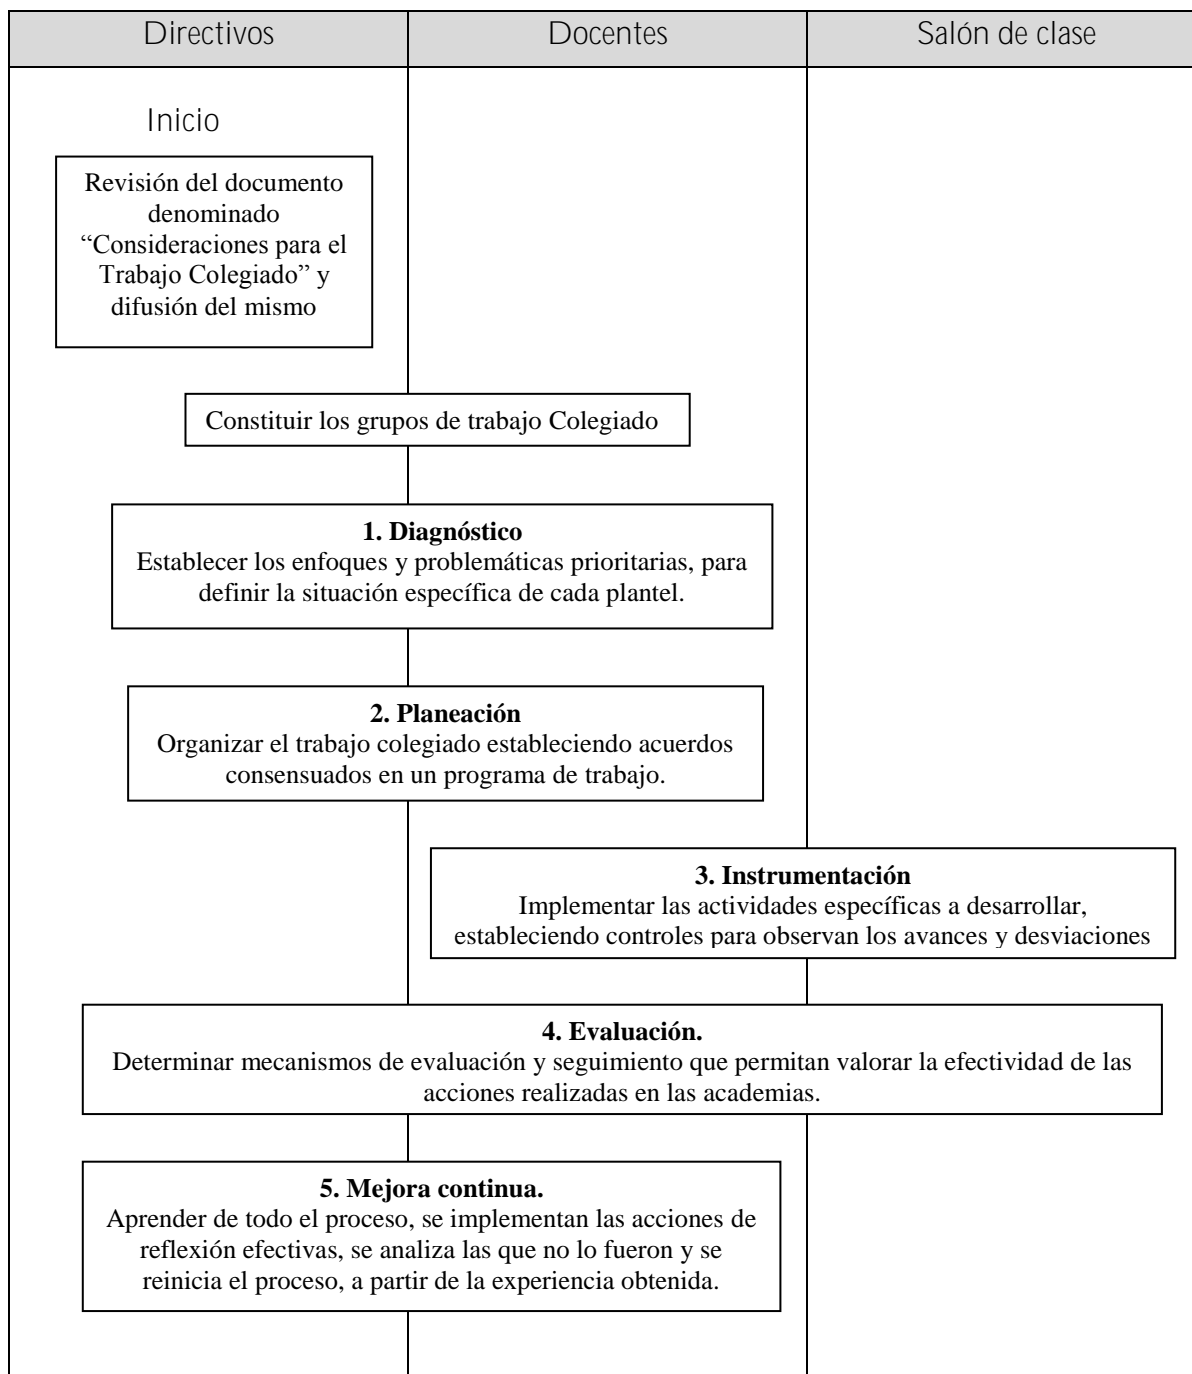 Directivos
Docentes
Salón de clase
Inicio
Revisión del documento
denominado
“Consideraciones para el
Trabajo Colegiado” y
difusión del mismo
Constituir los grupos de trabajo Colegiado
1. Diagnóstico
Establecer los enfoques y problemáticas prioritarias, para
definir la situación específica de cada plantel.
2. Planeación
Organizar el trabajo colegiado estableciendo acuerdos
consensuados en un programa de trabajo.
3. Instrumentación
Implementar las actividades específicas a desarrollar,
estableciendo controles para observan los avances y desviaciones
4. Evaluación.
Determinar mecanismos de evaluación y seguimiento que permitan valorar la efectividad de las
acciones realizadas en las academias.
5. Mejora continua.
Aprender de todo el proceso, se implementan las acciones de
reflexión efectivas, se analiza las que no lo fueron y se
reinicia el proceso, a partir de la experiencia obtenida.